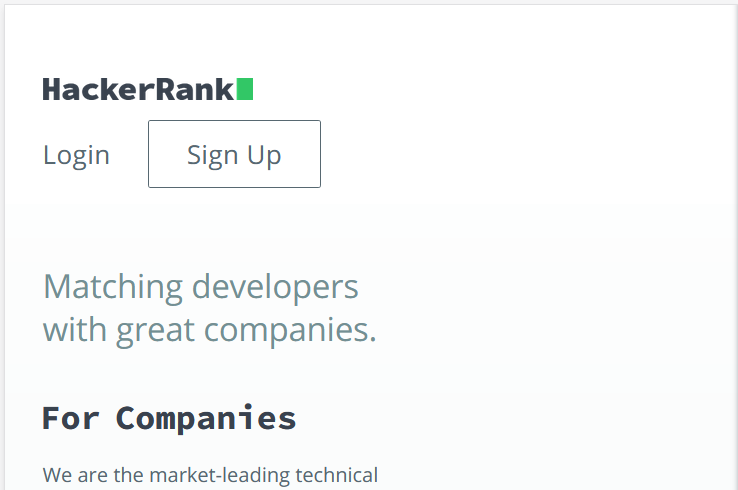 HackerRank
Login
Sign Up
Matching developers
with great companies.
For Companies
We are the market-leading technical